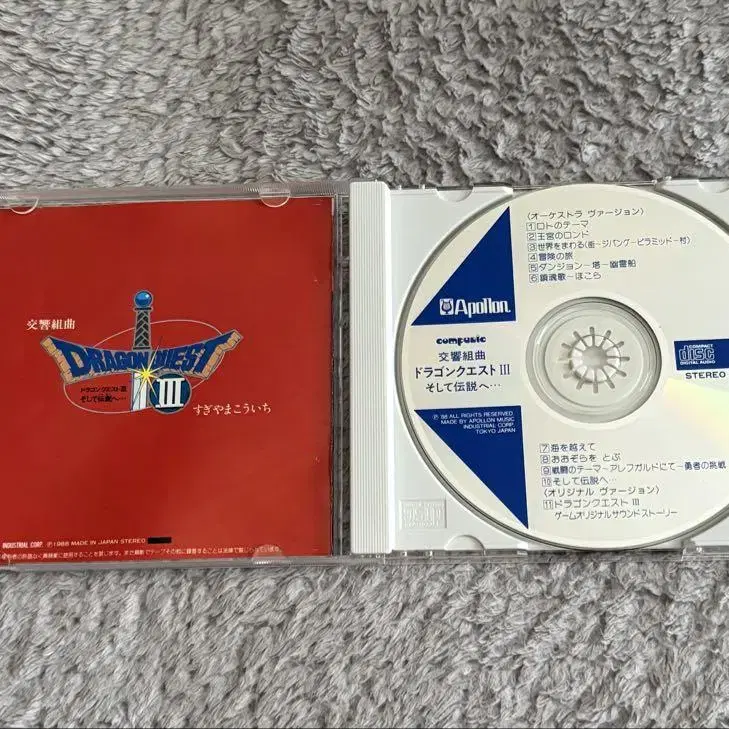 交響組曲
DRAGON QUEST
ドラゴンクエストIII
そして伝説へ…
III
すぎやまこういち
INDUSTRIAL CORP. Ⓟ1988 MADE IN JAPAN STEREO
〈オーケストラ ヴァージョン〉
1 ロトのテーマ
2 王宮のロンド
3 世界をまわる(街〜ジパング〜ピラミッド〜村)
4 冒険の旅
5 ダンジョン〜塔〜幽霊船
6 鎮魂歌〜ほこら
Apollon
compusic
交響組曲
ドラゴンクエストIII
そして伝説へ…
Ⓟ'88 ALL RIGHTS RESERVED.
MADE BY APOLLON MUSIC
INDUSTRIAL CORP.
TOKYO JAPAN
COMPACT
disc
DIGITAL AUDIO
STEREO
7 海を越えて
8 おおぞらを とぶ
9 戦闘のテーマ〜アレフガルドにて〜勇者の挑戦
10 そして伝説へ…
〈オリジナル ヴァージョン〉
11 ドラゴンクエストIII
ゲームオリジナルサウンドストーリー